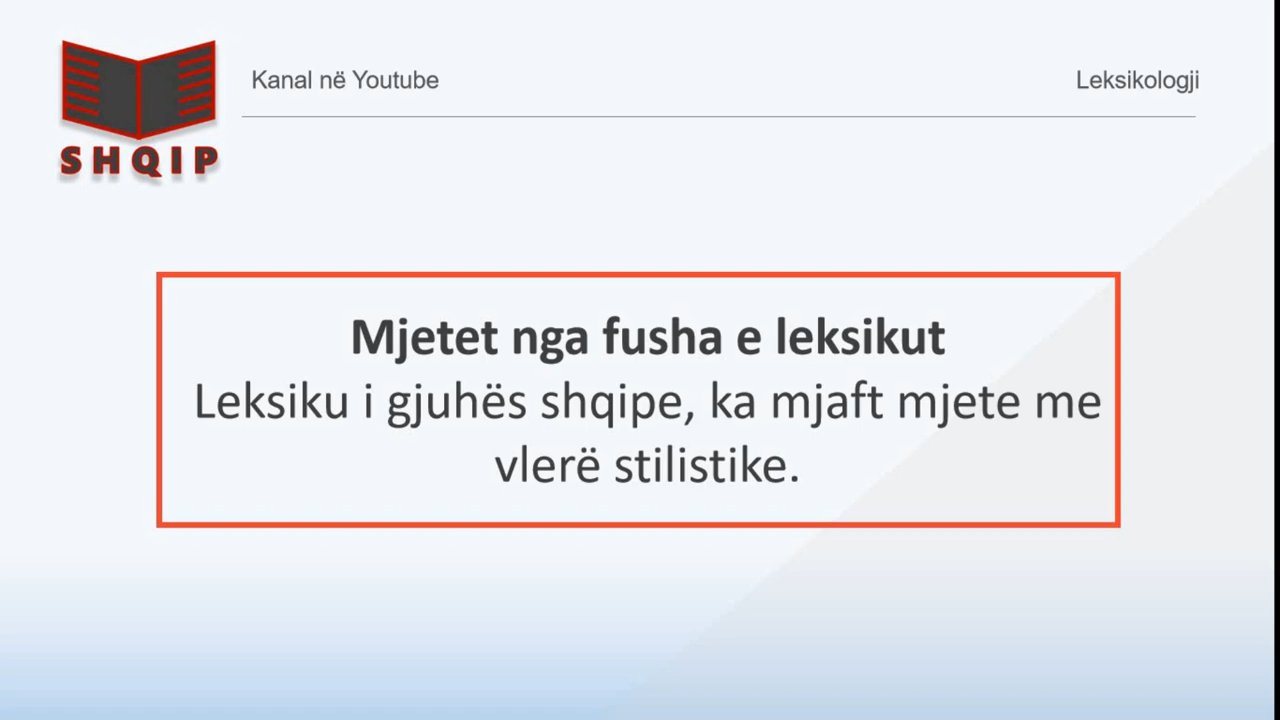 Kanal në Youtube
Leksikologji
SHQIP
Mjetet nga fusha e leksikut
Leksiku i gjuhës shqipe, ka mjaft mjete me
vlerë stilistike.